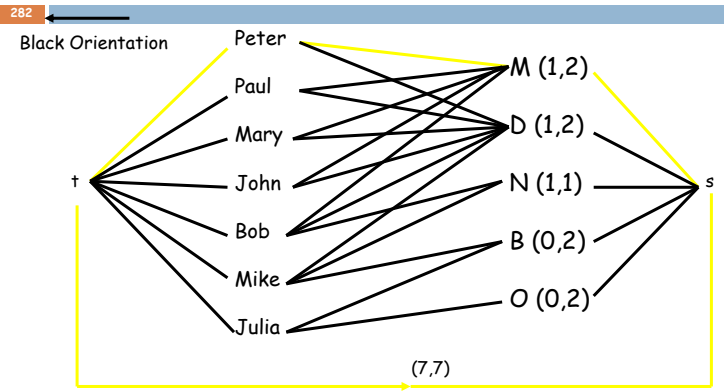 282
Black Orientation
Peter
Paul
Mary
John
Bob
Mike
Julia
M (1,2)
D (1,2)
N (1,1)
B (0,2)
O (0,2)
t
s
(7,7)